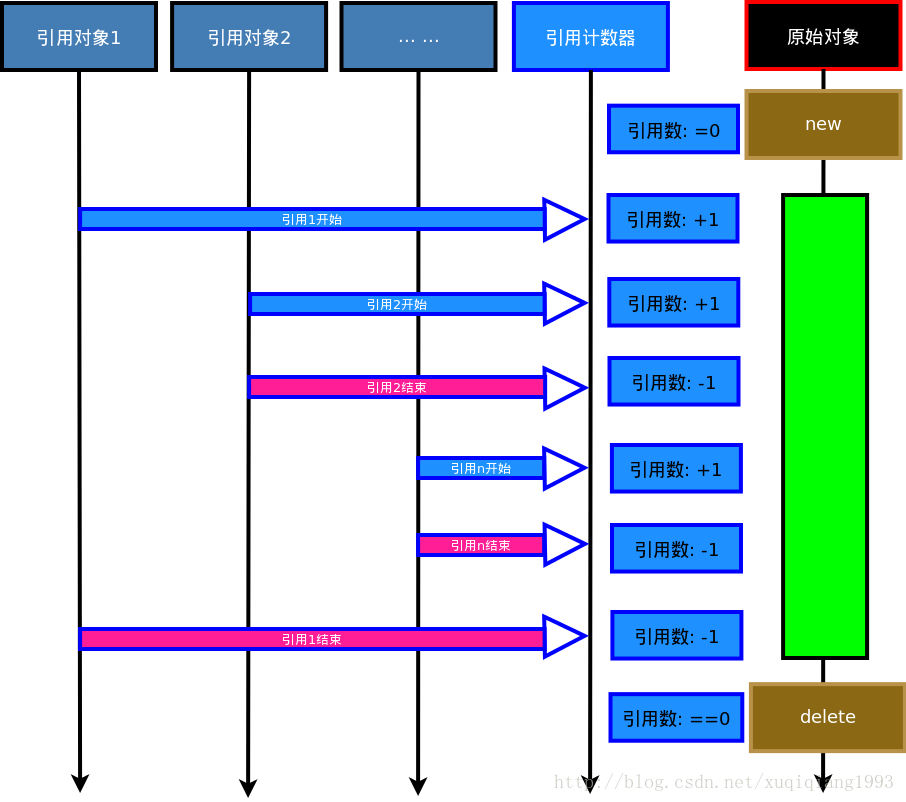 引用对象1
引用对象2
... ...
引用计数器
原始对象
引用数: =0
new
引用1开始
引用数: +1
引用2开始
引用数: +1
引用2结束
引用数: -1
引用n开始
引用数: +1
引用n结束
引用数: -1
引用1结束
引用数: -1
引用数: ==0
delete
http://blog.csdn.net/xuqiqiang1993